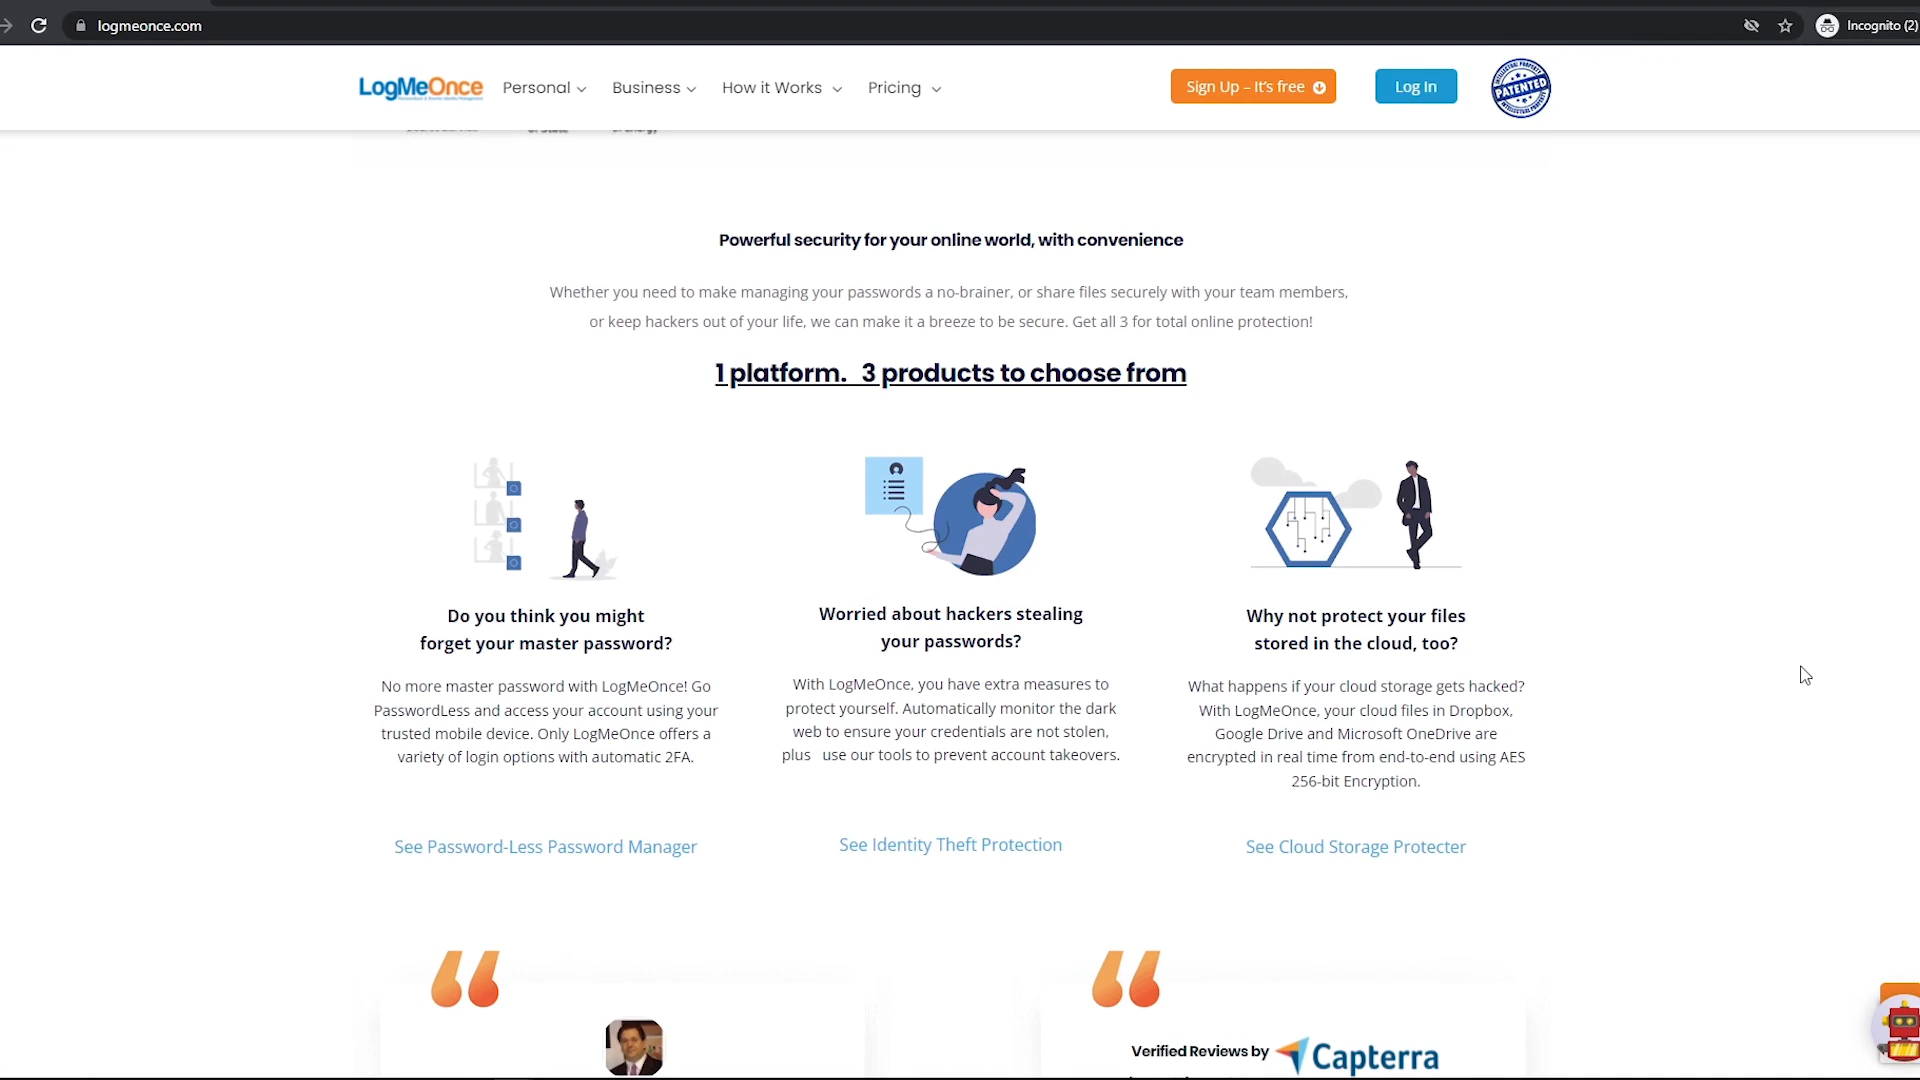 logmeonce.com
Incognito (2)
LogMeOnce
Personal
Business
How it Works
Pricing
Sign Up – It's free
Log In
INTELLECTUAL PROPERTY
PATENTED
INTELLECTUAL PROPERTY
Powerful security for your online world, with convenience
Whether you need to make managing your passwords a no-brainer, or share files securely with your team members,
or keep hackers out of your life, we can make it a breeze to be secure. Get all 3 for total online protection!
1 platform. 3 products to choose from
Do you think you might
forget your master password?
No more master password with LogMeOnce! Go
PasswordLess and access your account using your
trusted mobile device. Only LogMeOnce offers a
variety of login options with automatic 2FA.
See Password-Less Password Manager
Worried about hackers stealing
your passwords?
With LogMeOnce, you have extra measures to
protect yourself. Automatically monitor the dark
web to ensure your credentials are not stolen,
plus use our tools to prevent account takeovers.
See Identity Theft Protection
Why not protect your files
stored in the cloud, too?
What happens if your cloud storage gets hacked?
With LogMeOnce, your cloud files in Dropbox,
Google Drive and Microsoft OneDrive are
encrypted in real time from end-to-end using AES
256-bit Encryption.
See Cloud Storage Protecter
Verified Reviews by Capterra